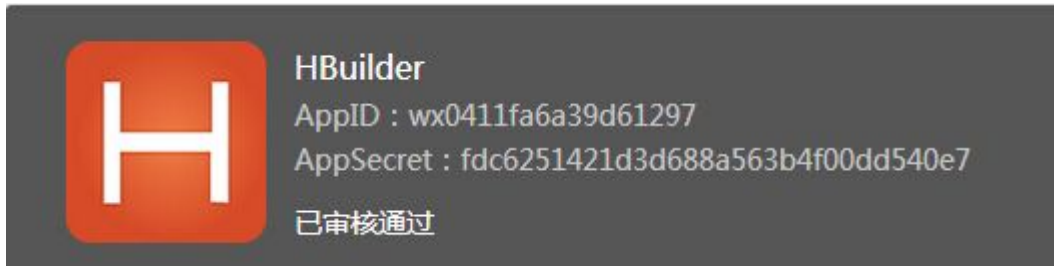 HBuilder
AppID：wx0411fa6a39d61297
AppSecret：fdc6251421d3d688a563b4f00dd540e7
已审核通过